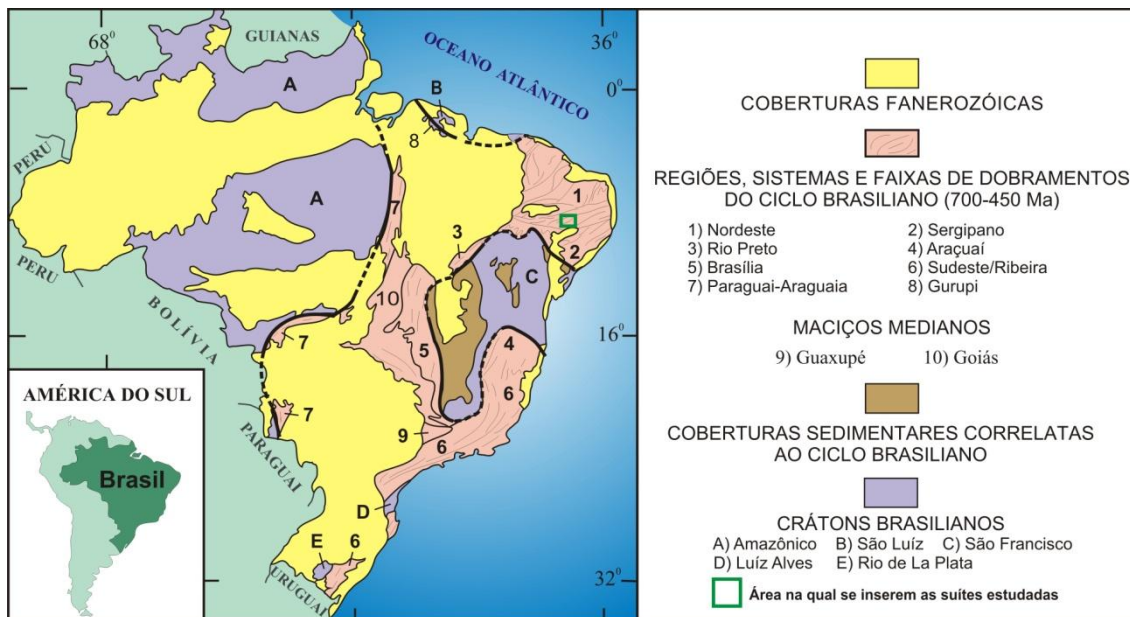 68°
GUIANAS
36°
OCEANO ATLÂNTICO
A
B
0°
8
PERU
1
A
7
3
2
PERU
C
10
BOLÍVIA
16°
7
5
4
6
AMÉRICA DO SUL
7
9
6
PARAGUAI
Brasil
D
E
6
32°
URUGUAI
COBERTURAS FANEROZÓICAS
REGIÕES, SISTEMAS E FAIXAS DE DOBRAMENTOS
DO CICLO BRASILIANO (700-450 Ma)
1) Nordeste 2) Sergipano
3) Rio Preto 4) Araçuaí
5) Brasília 6) Sudeste/Ribeira
7) Paraguai-Araguaia 8) Gurupi
MACIÇOS MEDIANOS
9) Guaxupé 10) Goiás
COBERTURAS SEDIMENTARES CORRELATAS
AO CICLO BRASILIANO
CRÁTONS BRASILIANOS
A) Amazônico B) São Luíz C) São Francisco
D) Luíz Alves E) Rio de La Plata
Área na qual se inserem as suítes estudadas